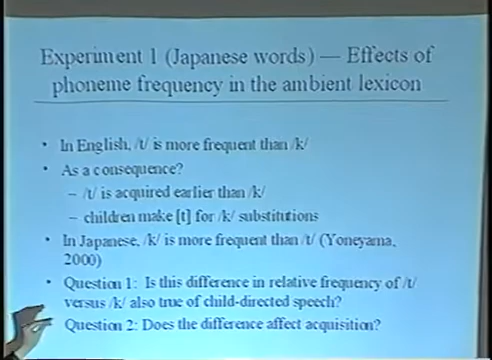 Experiment 1 (Japanese words) — Effects of
phoneme frequency in the ambient lexicon
• In English, /t/ is more frequent than /k/
• As a consequence?
– /t/ is acquired earlier than /k/
– children make [t] for /k/ substitutions
• In Japanese, /k/ is more frequent than /t/ (Yoneyama,
2000)
• Question 1: Is this difference in relative frequency of /t/
versus /k/ also true of child-directed speech?
Question 2: Does the difference affect acquisition?